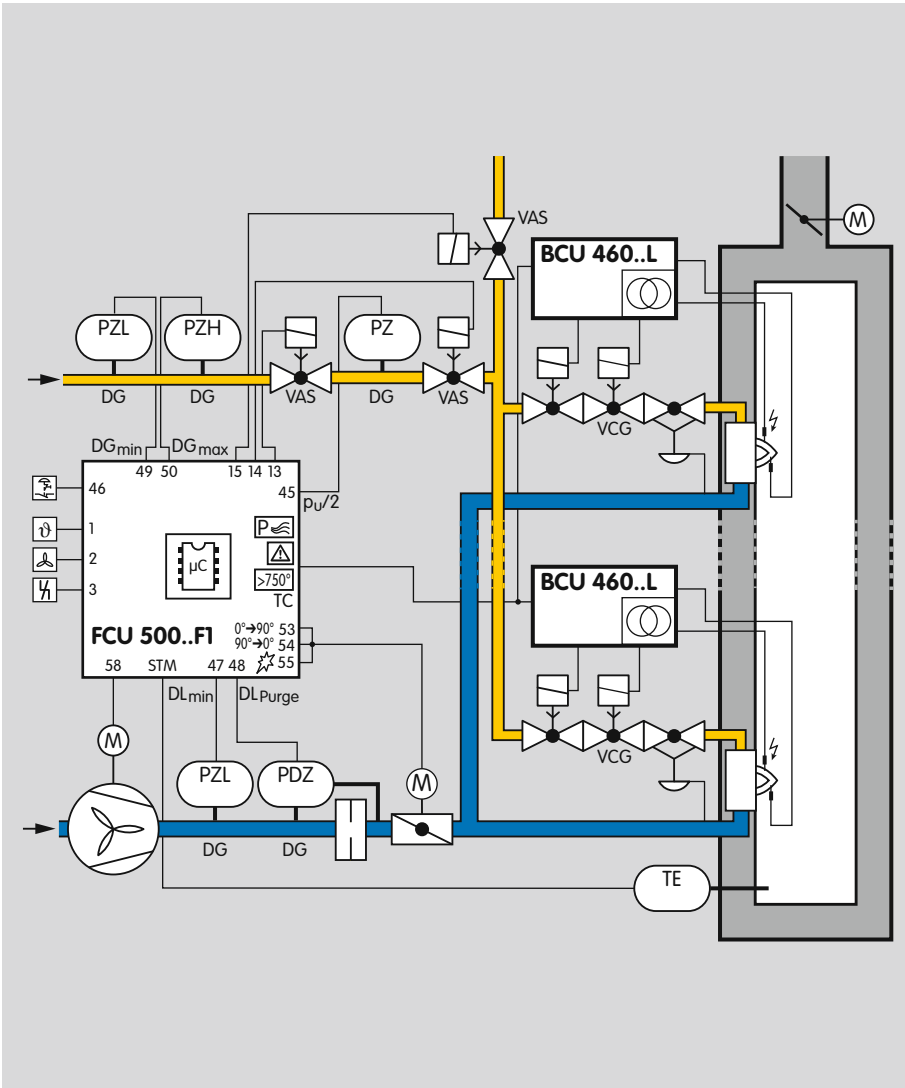 VAS
M
BCU 460..L
PZL
PZH
PZ
DG
DG
VAS
DG
VAS
VCG
DGmin
49 50
DGmax
15 14 13
46
45
pu/2
1
ϑ
P
2
µC
3
>750°
TC
BCU 460..L
FCU 500..F1
0°→90° 53
90°→0° 54
55
58
STM
47 48
DLmin
DLPurge
M
VCG
PZL
PDZ
M
DG
DG
TE